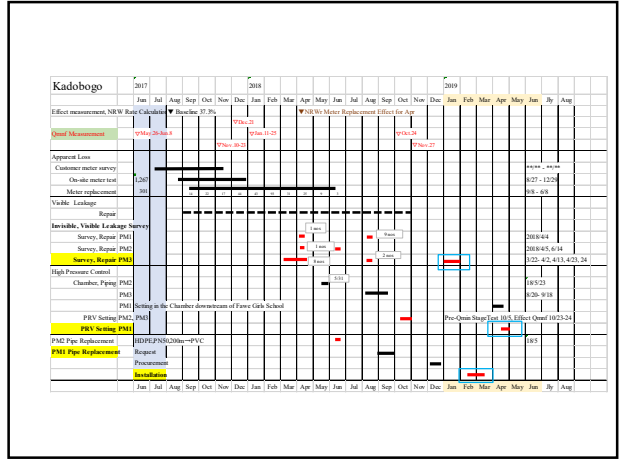 Kadobogo 2017 2018 2019
Jun Jul Aug Sep Oct Nov Dec Jan Feb Mar Apr May Jun Jul Aug Sep Oct Nov Dec Jan Feb Mar Apr May Jun Jly Aug
Effect measurement, NRW Rate Calculation ▼ Baseline 37.3% ▼NRWr Meter Replacement Effect for Apr
▽Dec.21
Qmnf Measurement ▽May.26-Jun.8 ▽Jan.11-25 ▽Oct.24
▽Nov.10-23 ▽Nov.27
Apparent Loss
Customer meter survey **/** - **/**
On-site meter test 1,267 8/27 - 12/29
Meter replacement 301 9/8 - 6/8
Visible Leakage
Repair
Invisible, Visible Leakage Survey
Survey, Repair PM1 2018/4/4
Survey, Repair PM2 2018/4/5, 6/14
Survey, Repair PM3 3/22- 4/2, 4/13, 4/23, 24
High Pressure Control
Chamber, Piping PM2 5/31 18/5/23
PM3 8/20- 9/18
PM1 Setting in the Chamber downstream of Fawe Girls School
PRV Setting PM2, PM3 Pre-Qmin StageTest 10/5, Effect Qmnf 10/23-24
PRV Setting PM1
PM2 Pipe Replacement HDPE,PN50,200m→PVC 18/5
PM1 Pipe Replacement Request
Procurement
Installation
Jun Jul Aug Sep Oct Nov Dec Jan Feb Mar Apr May Jun Jul Aug Sep Oct Nov Dec Jan Feb Mar Apr May Jun Jly Aug